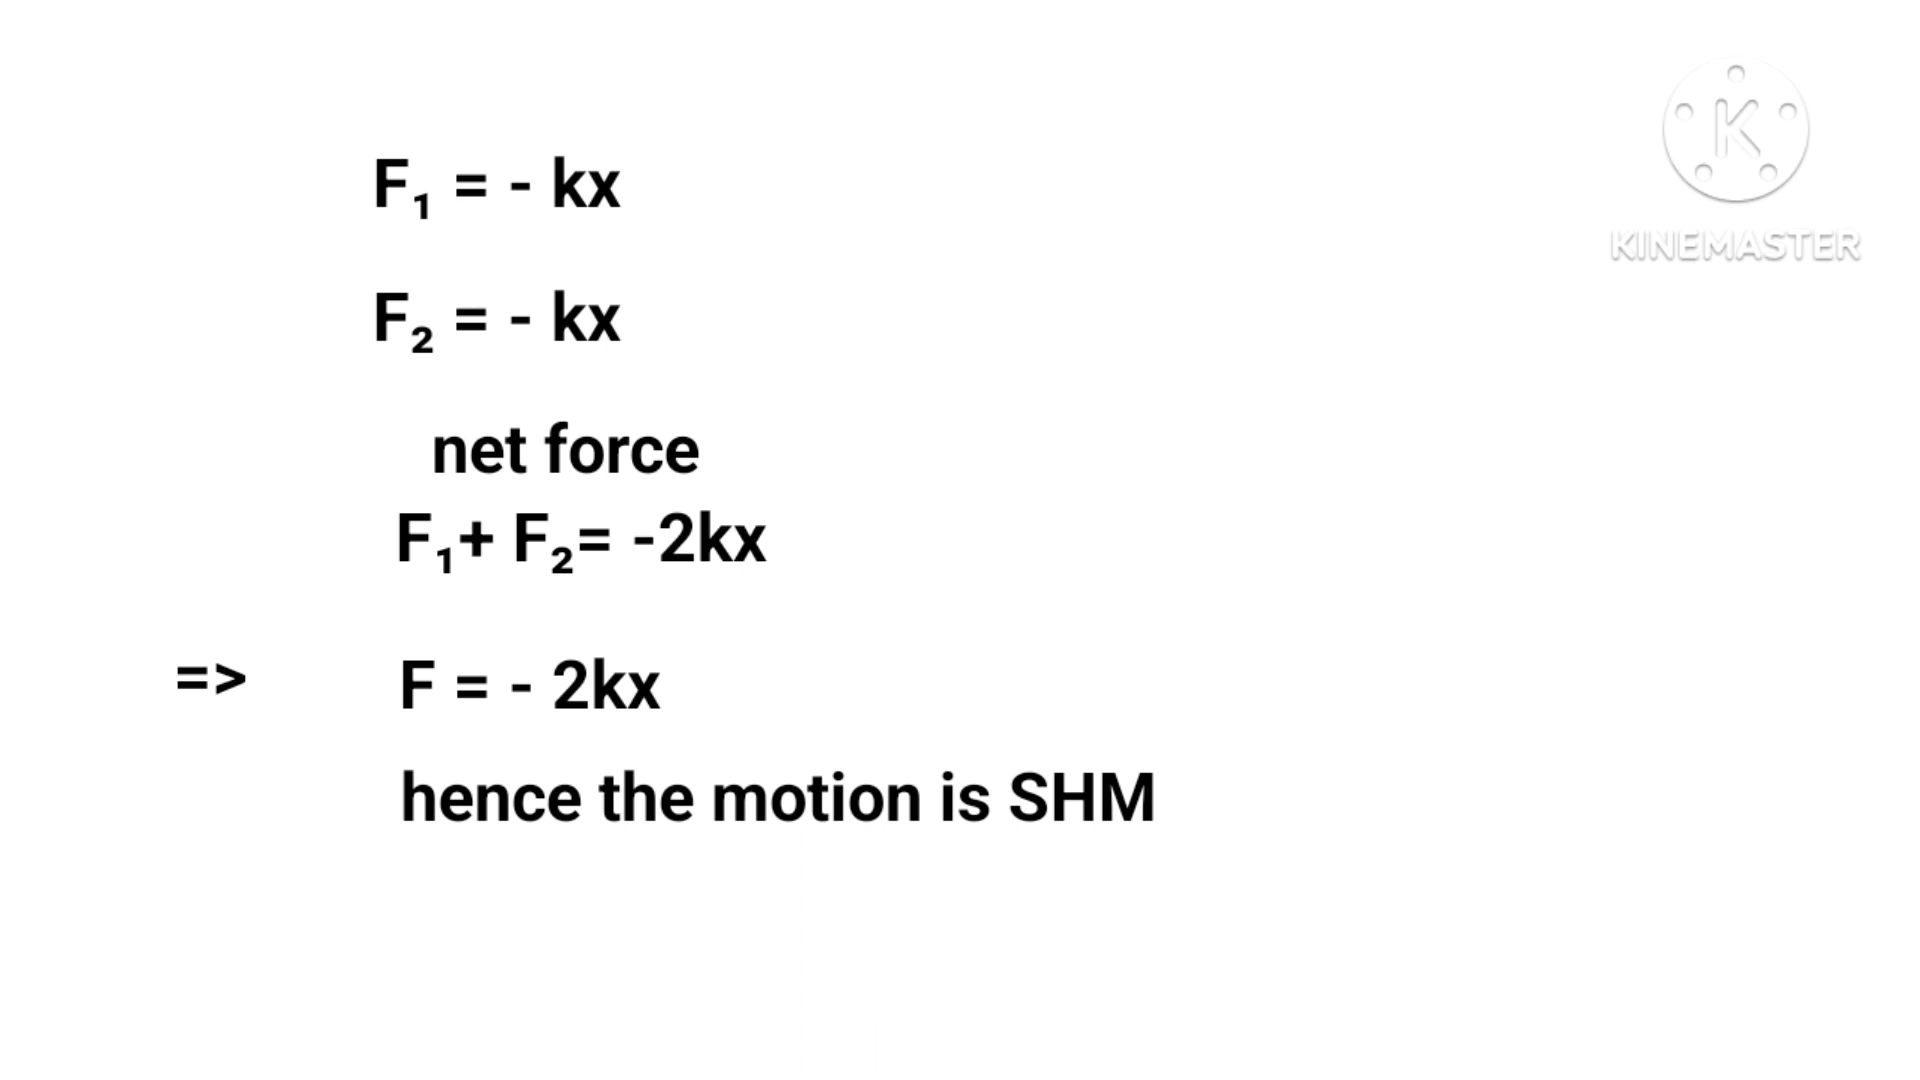 F₁ = - kx
K
KINEMASTER
F₂ = - kx
net force
F₁+ F₂= -2kx
=> F = - 2kx
hence the motion is SHM